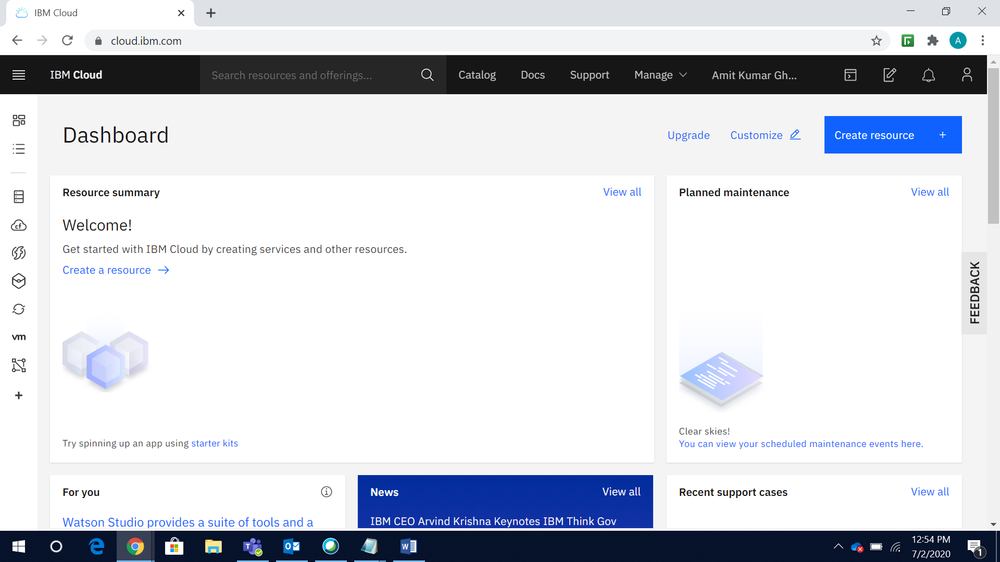 IBM Cloud
cloud.ibm.com
A
IBM Cloud
Search resources and offerings...
Catalog
Docs
Support
Manage
Amit Kumar Gh...
Dashboard
Upgrade
Customize
Create resource +
Resource summary
View all
Welcome!
Get started with IBM Cloud by creating services and other resources.
Create a resource →
Try spinning up an app using starter kits
Planned maintenance
View all
Clear skies!
You can view your scheduled maintenance events here.
cf
vm
FEEDBACK
For you
Watson Studio provides a suite of tools and a
News
View all
IBM CEO Arvind Krishna Keynotes IBM Think Gov
Recent support cases
View all
12:54 PM
7/2/2020
1